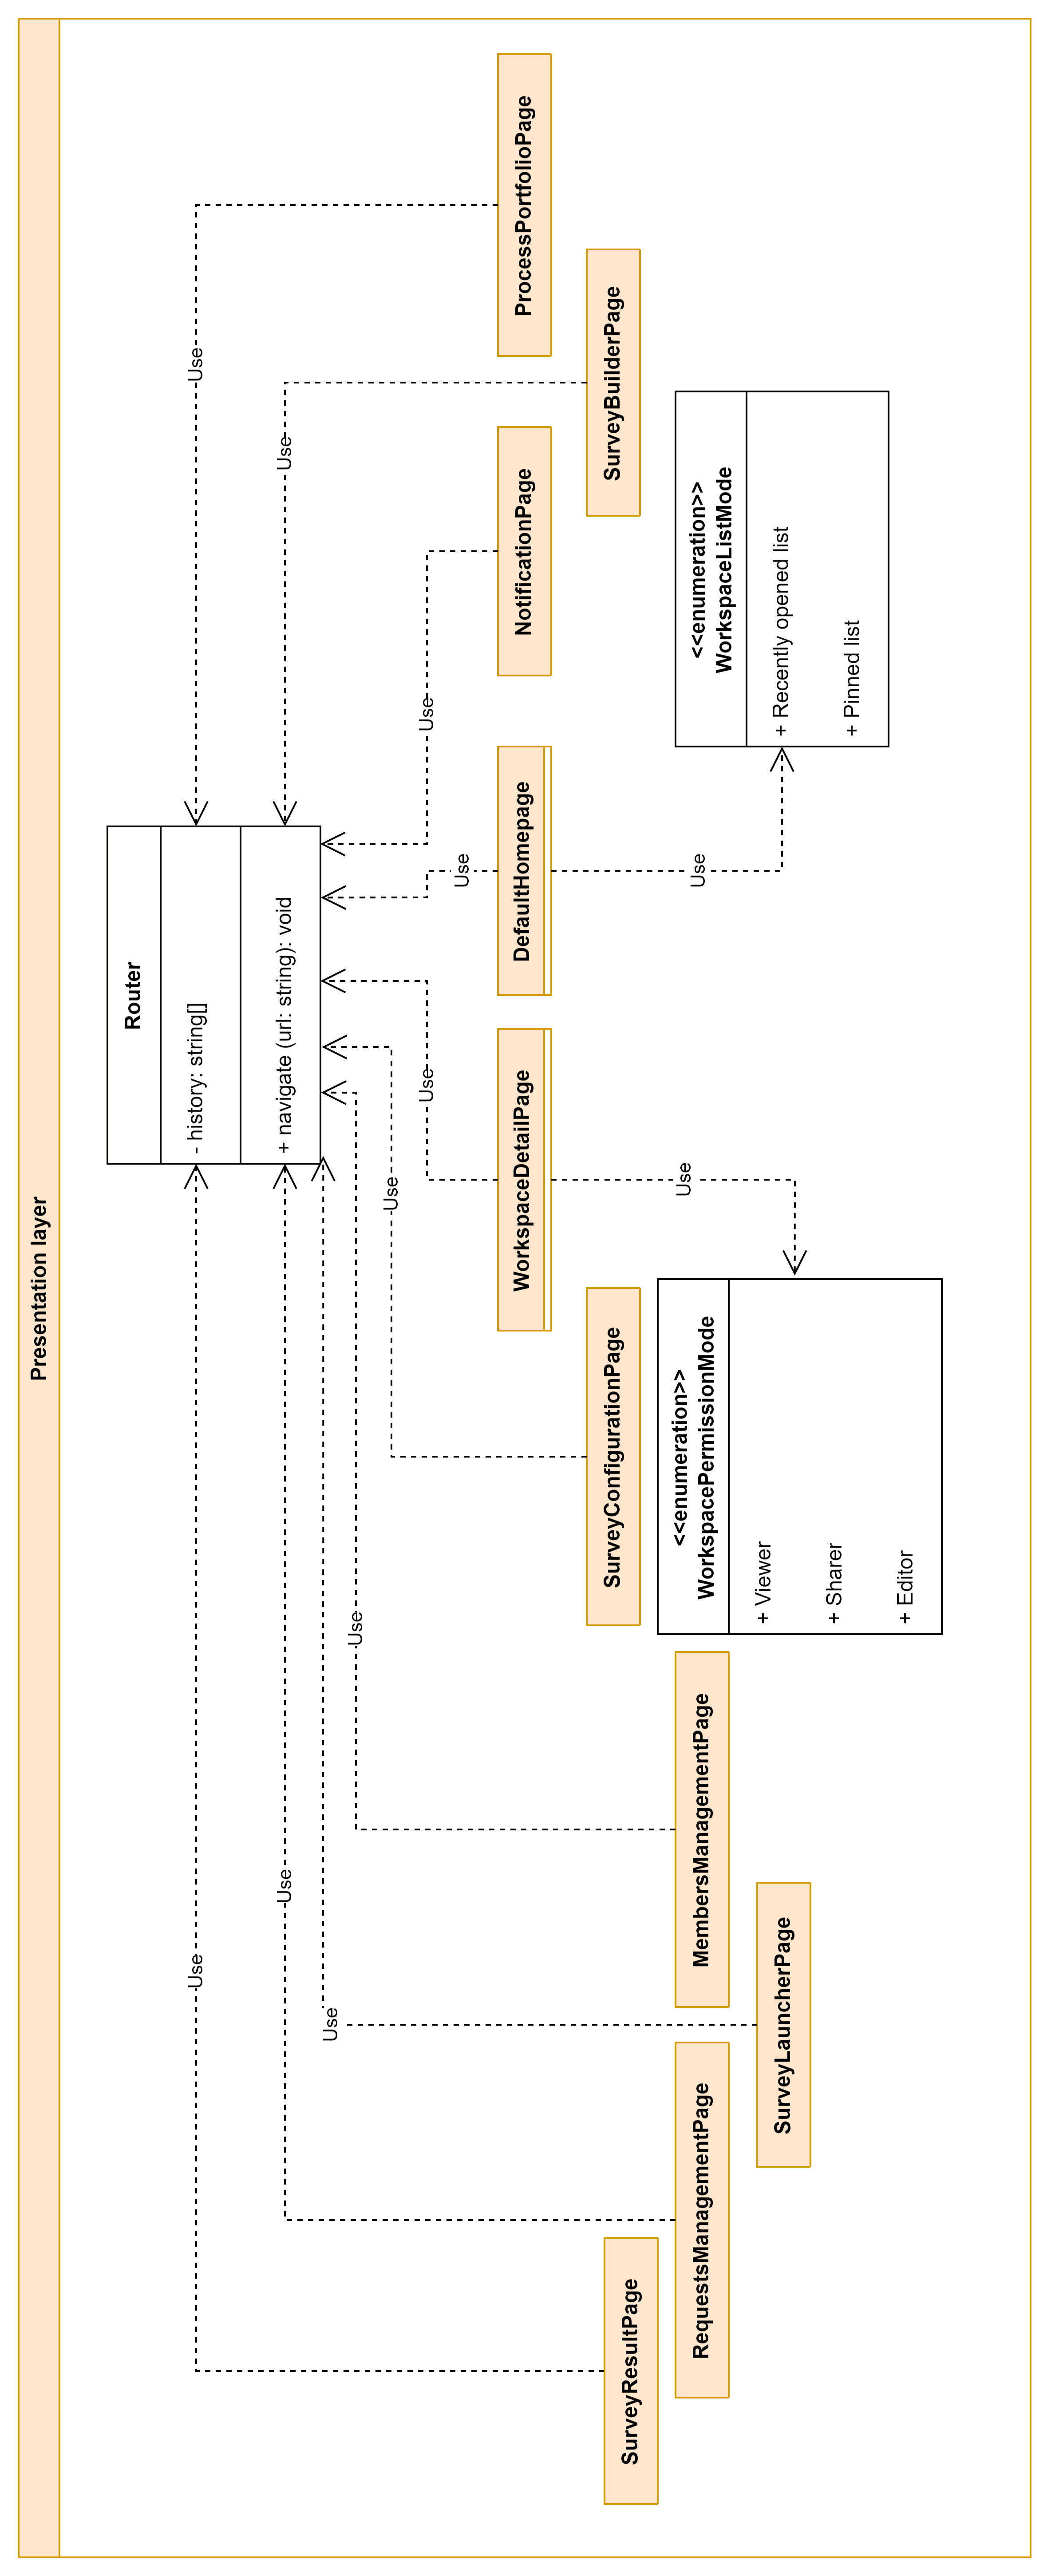 Presentation layer
Router
- history: string[]
+ navigate (url: string): void
Use
Use
Use
Use
Use
Use
Use
Use
Use
Use
SurveyResultPage
RequestsManagementPage
SurveyLauncherPage
MembersManagementPage
SurveyConfigurationPage
WorkspaceDetailPage
DefaultHomepage
NotificationPage
SurveyBuilderPage
ProcessPortfolioPage
Use
Use
<<enumeration>>
WorkspacePermissionMode
+ Viewer
+ Sharer
+ Editor
<<enumeration>>
WorkspaceListMode
+ Recently opened list
+ Pinned list